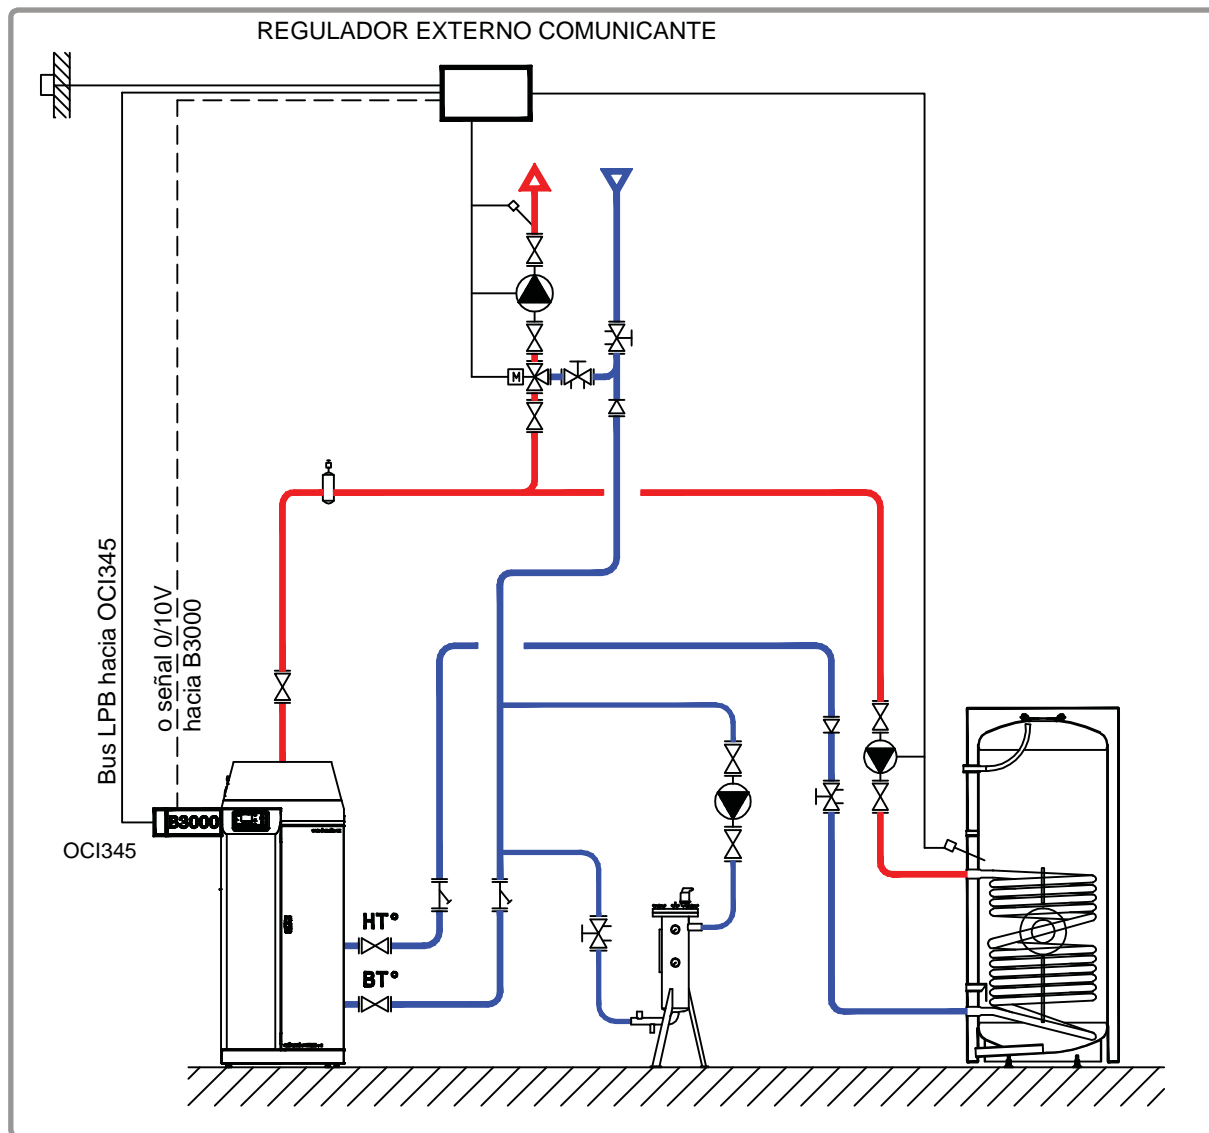 REGULADOR EXTERNO COMUNICANTE
M
Bus LPB hacia OCI345
o señal 0/10V
hacia B3000
B3000
OCI345
HT°
BT°